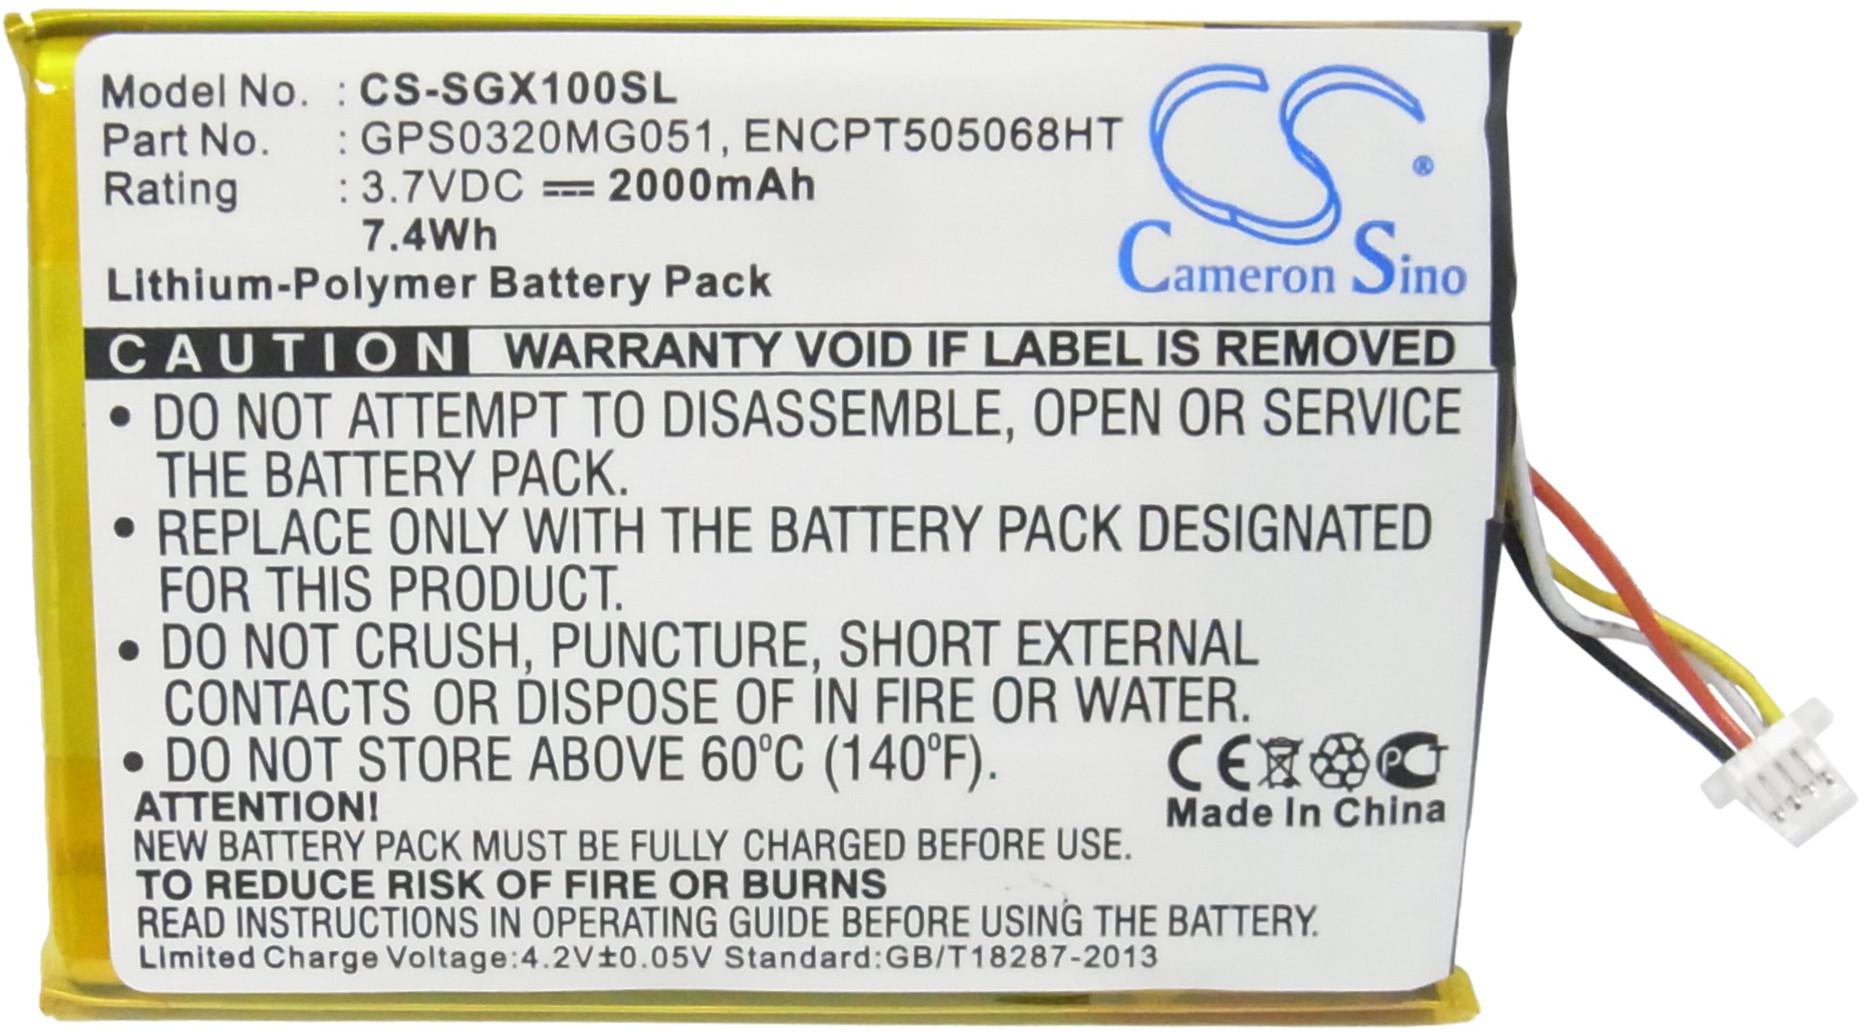 Model No. : CS-SGX100SL
Part No. : GPS0320MG051, ENCPT505068HT
Rating : 3.7VDC ⎓ 2000mAh
7.4Wh
Lithium-Polymer Battery Pack
CS ®
Cameron Sino
CAUTION WARRANTY VOID IF LABEL IS REMOVED
• DO NOT ATTEMPT TO DISASSEMBLE, OPEN OR SERVICE
THE BATTERY PACK.
• REPLACE ONLY WITH THE BATTERY PACK DESIGNATED
FOR THIS PRODUCT.
• DO NOT CRUSH, PUNCTURE, SHORT EXTERNAL
CONTACTS OR DISPOSE OF IN FIRE OR WATER.
• DO NOT STORE ABOVE 60°C (140°F).
CE PCT
Made In China
ATTENTION!
NEW BATTERY PACK MUST BE FULLY CHARGED BEFORE USE.
TO REDUCE RISK OF FIRE OR BURNS
READ INSTRUCTIONS IN OPERATING GUIDE BEFORE USING THE BATTERY.
Limited Charge Voltage:4.2V±0.05V Standard:GB/T18287-2013